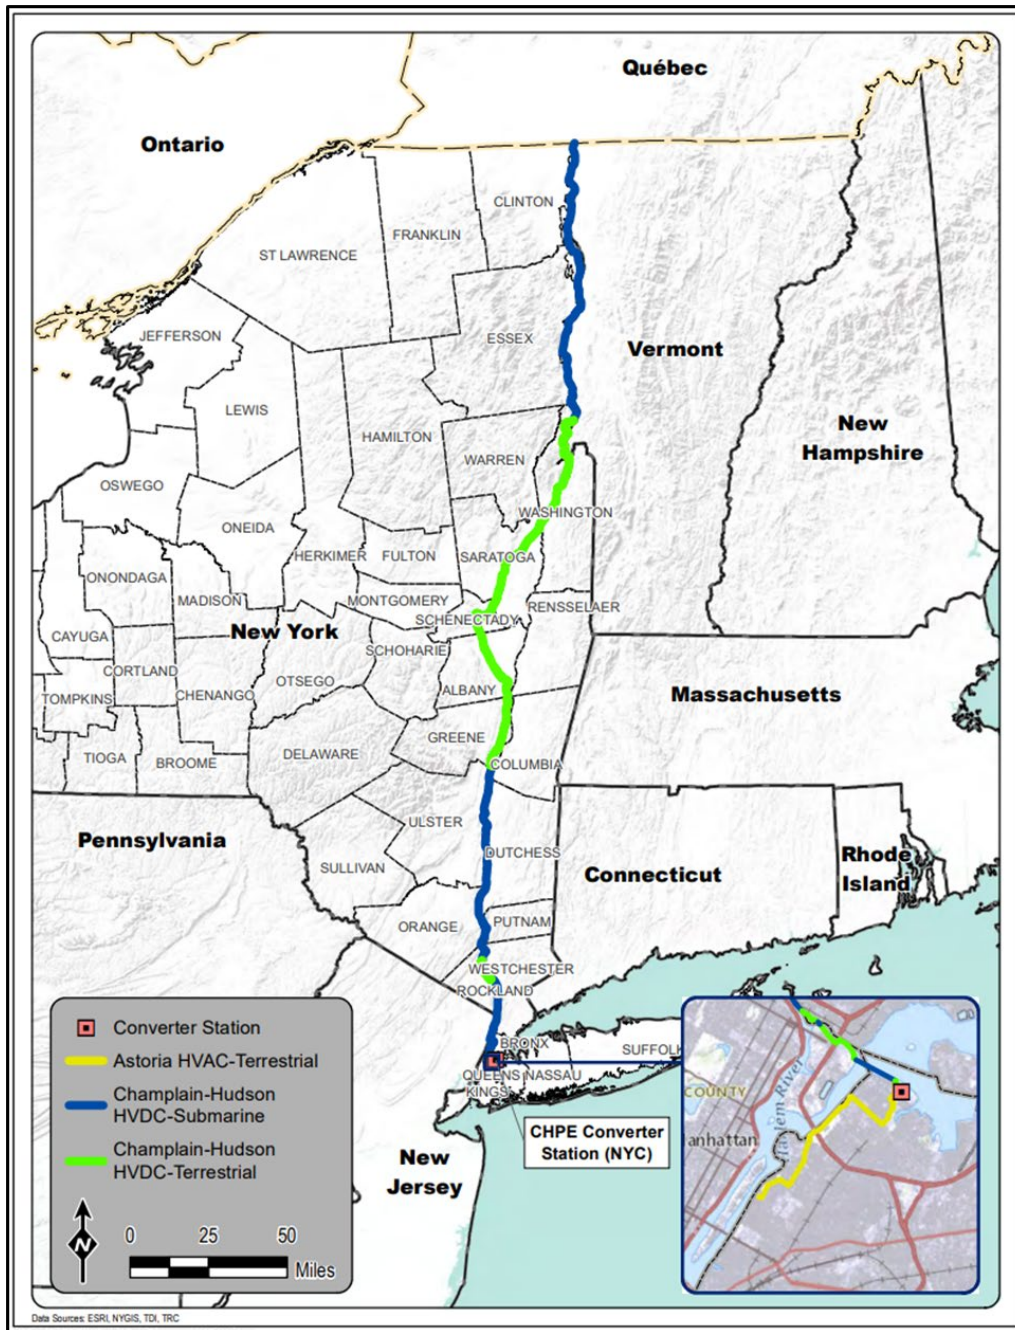 Québec
Ontario
CLINTON
FRANKLIN
ST LAWRENCE
JEFFERSON
ESSEX
Vermont
LEWIS
HAMILTON
New
Hampshire
WARREN
OSWEGO
WASHINGTON
ONEIDA
HERKIMER
FULTON
SARATOGA
ONONDAGA
MADISON
MONTGOMERY
RENSSELAER
SCHENECTADY
CAYUGA
New York
SCHOHARIE
CORTLAND
OTSEGO
ALBANY
TOMPKINS
CHENANGO
Massachusetts
GREENE
TIOGA
BROOME
DELAWARE
COLUMBIA
Pennsylvania
ULSTER
DUTCHESS
SULLIVAN
Connecticut
Rhode
Island
ORANGE
PUTNAM
WESTCHESTER
ROCKLAND
BRONX
SUFFOLK
QUEENS
NASSAU
KINGS
CHPE Converter
Station (NYC)
New
Jersey
Converter Station
Astoria HVAC-Terrestrial
Champlain-Hudson
HVDC-Submarine
Champlain-Hudson
HVDC-Terrestrial
N
0 25 50
Miles
COUNTY
Harlem River
anhattan
Data Sources: ESRI, NYGIS, TDI, TRC